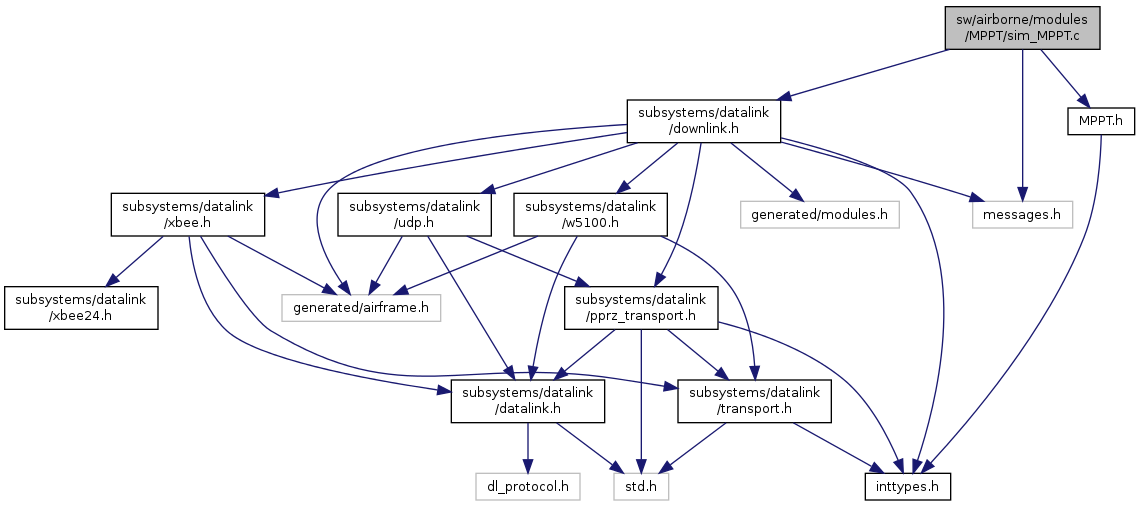 sw/airborne/modules
/MPPT/sim_MPPT.c
subsystems/datalink
/downlink.h
MPPT.h
subsystems/datalink
/xbee.h
subsystems/datalink
/udp.h
subsystems/datalink
/w5100.h
generated/modules.h
messages.h
subsystems/datalink
/xbee24.h
generated/airframe.h
subsystems/datalink
/pprz_transport.h
subsystems/datalink
/datalink.h
subsystems/datalink
/transport.h
dl_protocol.h
std.h
inttypes.h